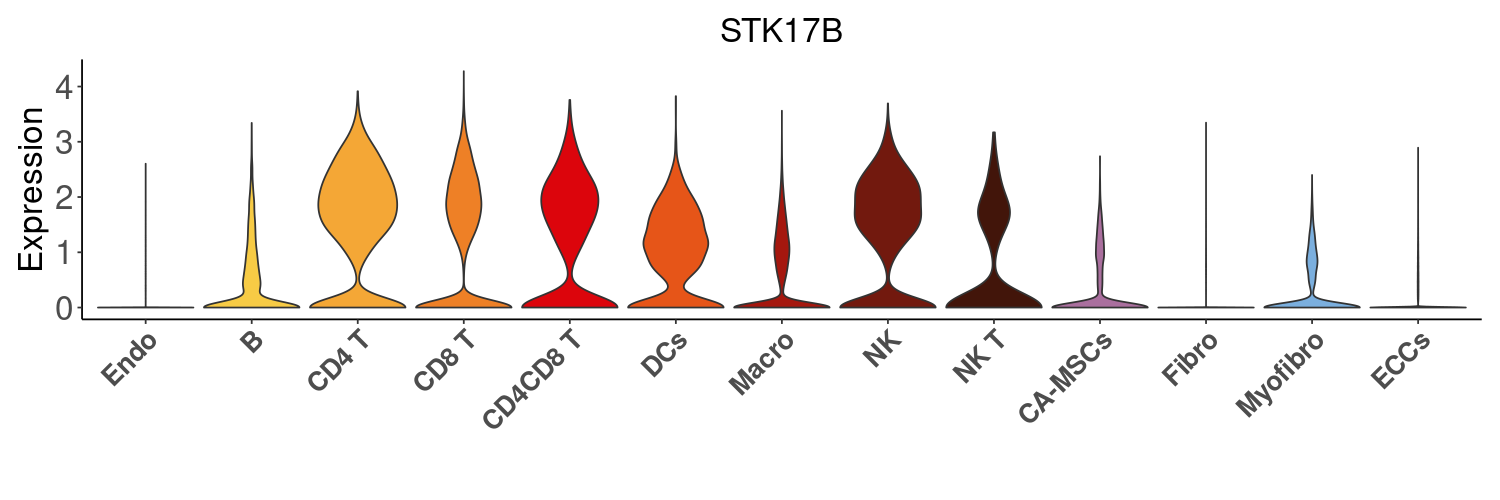 STK17B
Expression
4
3
2
1
0
Endo
B
CD4 T
CD8 T
CD4CD8 T
DCs
Macro
NK
NK T
CA-MSCs
Fibro
Myofibro
ECCs